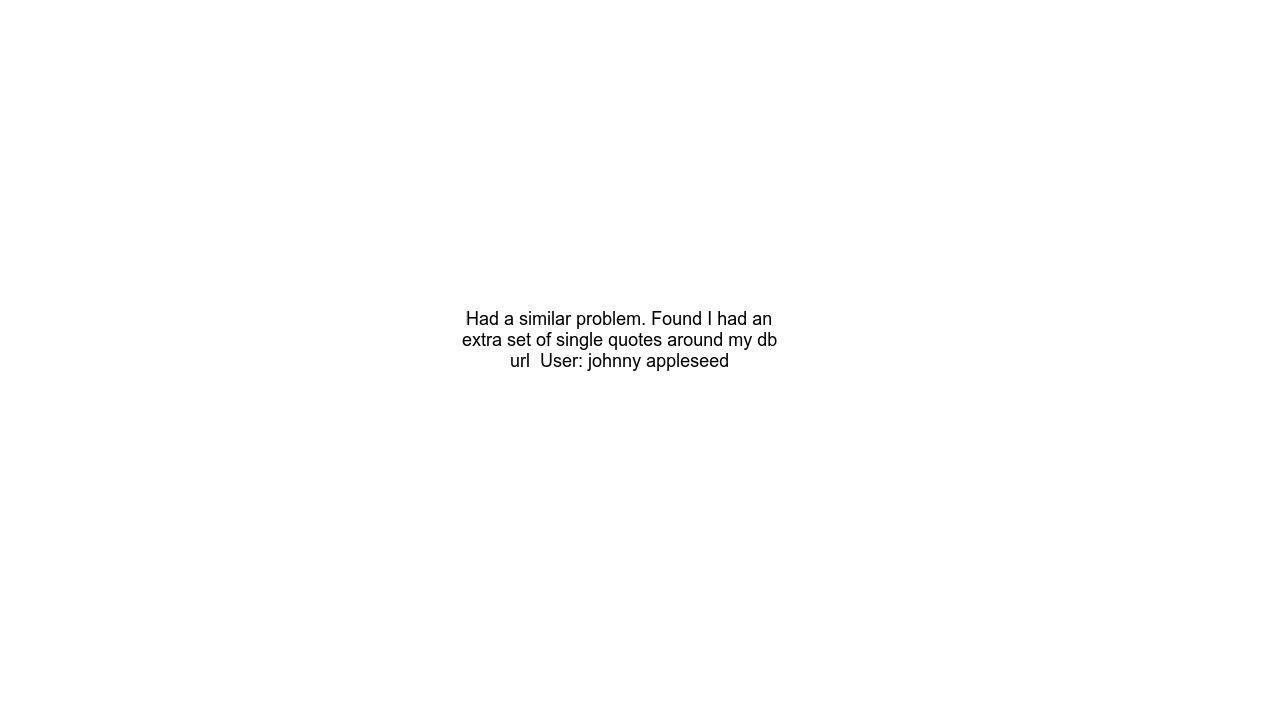 Had a similar problem. Found I had an
extra set of single quotes around my db
url  User: johnny appleseed